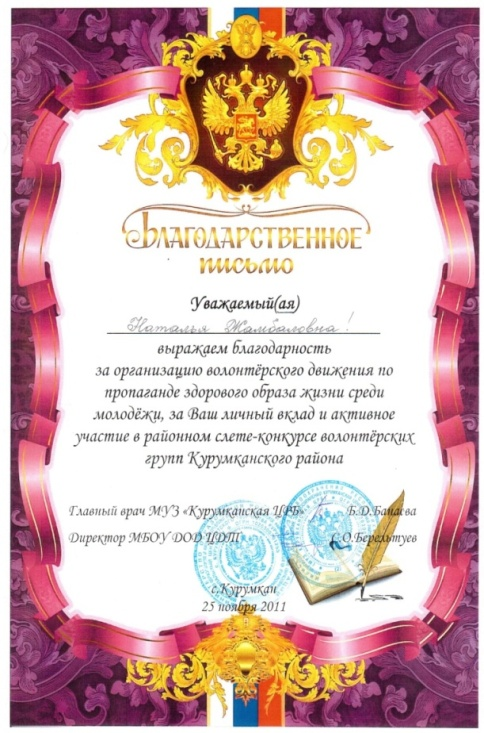 Благодарственное
письмо
Уважаемый(ая)
Наталья Жамбаловна!
выражаем благодарность
за организацию волонтёрского движения по
пропаганде здорового образа жизни среди
молодёжи, за Ваш личный вклад и активное
участие в районном слете-конкурсе волонтёрских
групп Курумканского района
Главный врач МУЗ «Курумканская ЦРБ» Б.Д.Банаева
Директор МБОУ ДОД ЦДТ С.О.Берельтуев
с.Курумкан
25 ноября 2011